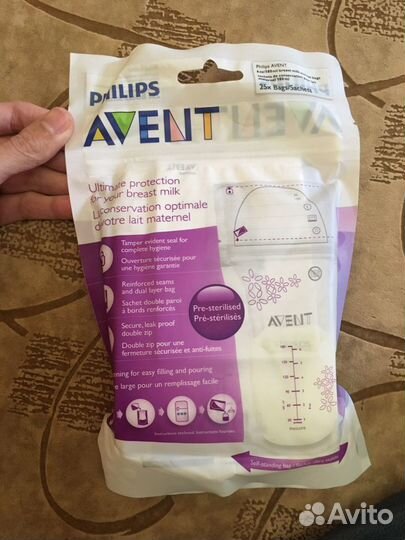 PHILIPS
AVENT
Philips AVENT
25x Bags/Sachets
Ultimate protection
for your breast milk
conservation optimale
votre lait maternel
Tamper evident seal for
complete hygiene
Ouverture sécurisée pour
une hygiène garantie
Reinforced seams
and dual layer bag
Sachet double paroi
à bords renforcés
Secure, leak proof
double zip
Double zip pour une
fermeture sécurisée et anti-fuites
Pre-sterilised
Pré-stérilisés
AVENT
for easy filling and pouring
large pour un remplissage facile
Self-standing
Avito